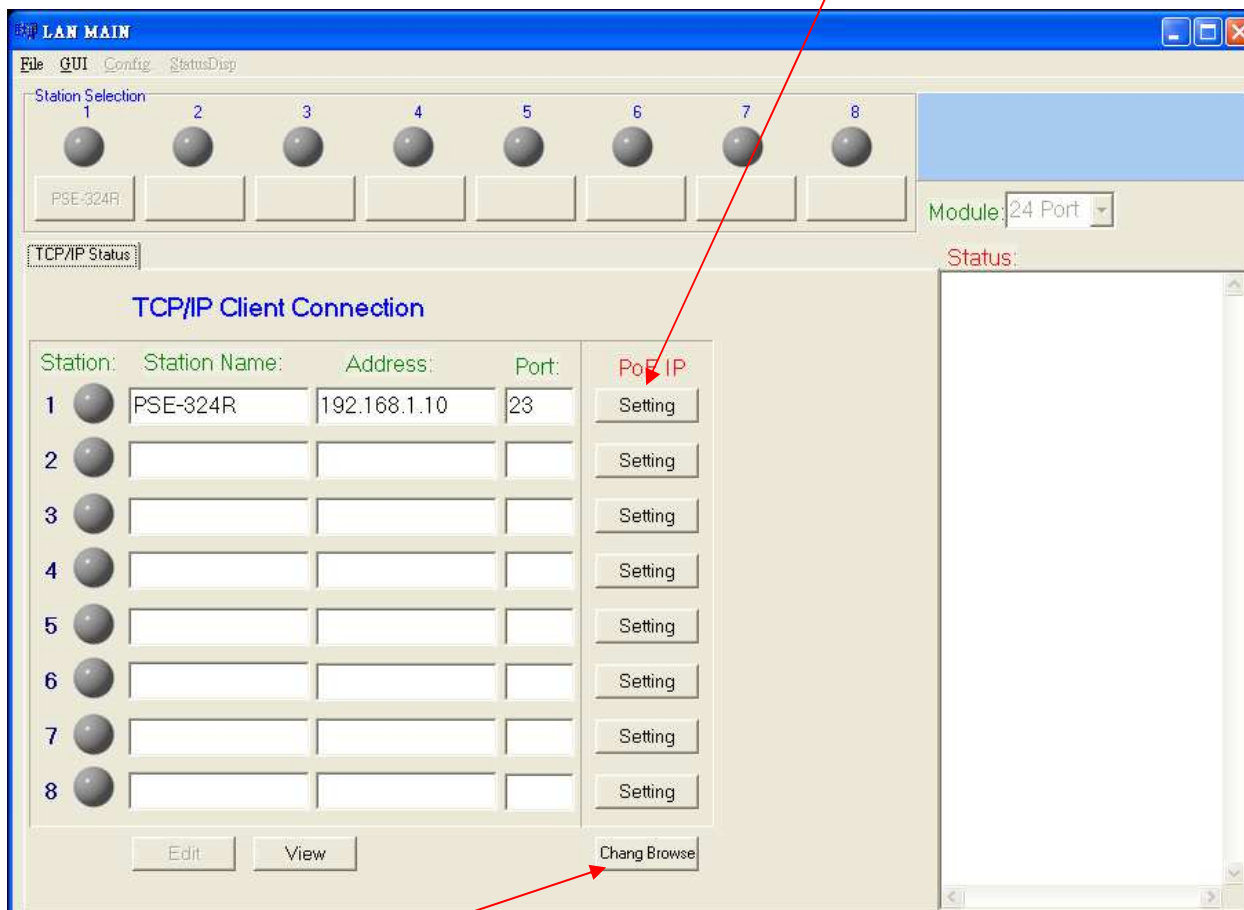 LAN MAIN
File GUI Config StatusDisp
Station Selection
1 2 3 4 5 6 7 8
PSE-324R
Module: 24 Port
TCP/IP Status
Status:
TCP/IP Client Connection
Station: Station Name: Address: Port: PoE IP
1 PSE-324R 192.168.1.10 23 Setting
2 Setting
3 Setting
4 Setting
5 Setting
6 Setting
7 Setting
8 Setting
Edit View Chang Browse